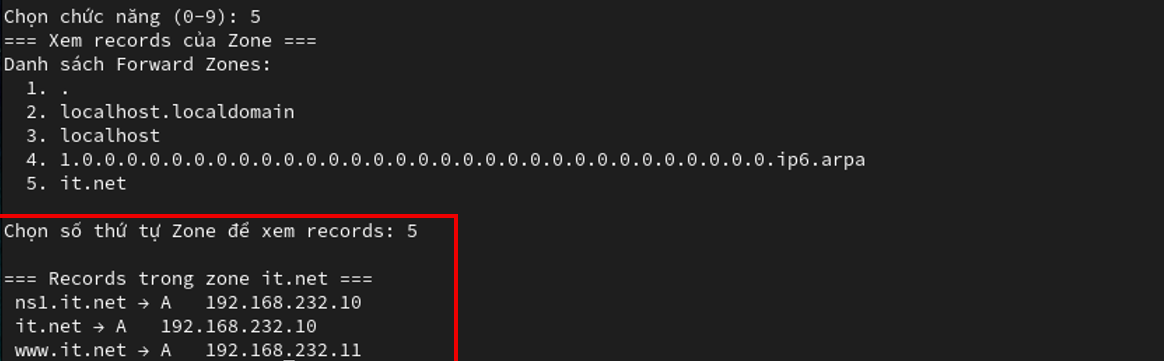 Chọn chức năng (0-9): 5
=== Xem records của Zone ===
Danh sách Forward Zones:
1. .
2. localhost.localdomain
3. localhost
4. 1.0.0.0.0.0.0.0.0.0.0.0.0.0.0.0.0.0.0.0.0.0.0.0.0.0.0.0.0.0.0.0.ip6.arpa
5. it.net
Chọn số thứ tự Zone để xem records: 5
=== Records trong zone it.net ===
ns1.it.net → A 192.168.232.10
it.net → A 192.168.232.10
www.it.net → A 192.168.232.11